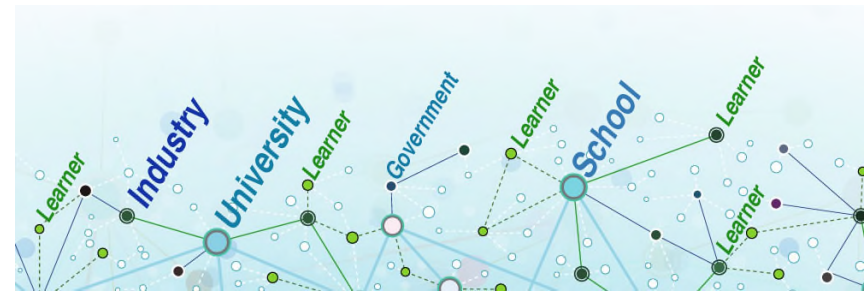 Learner
Industry
University
Learner
Government
Learner
School
Learner
Learner